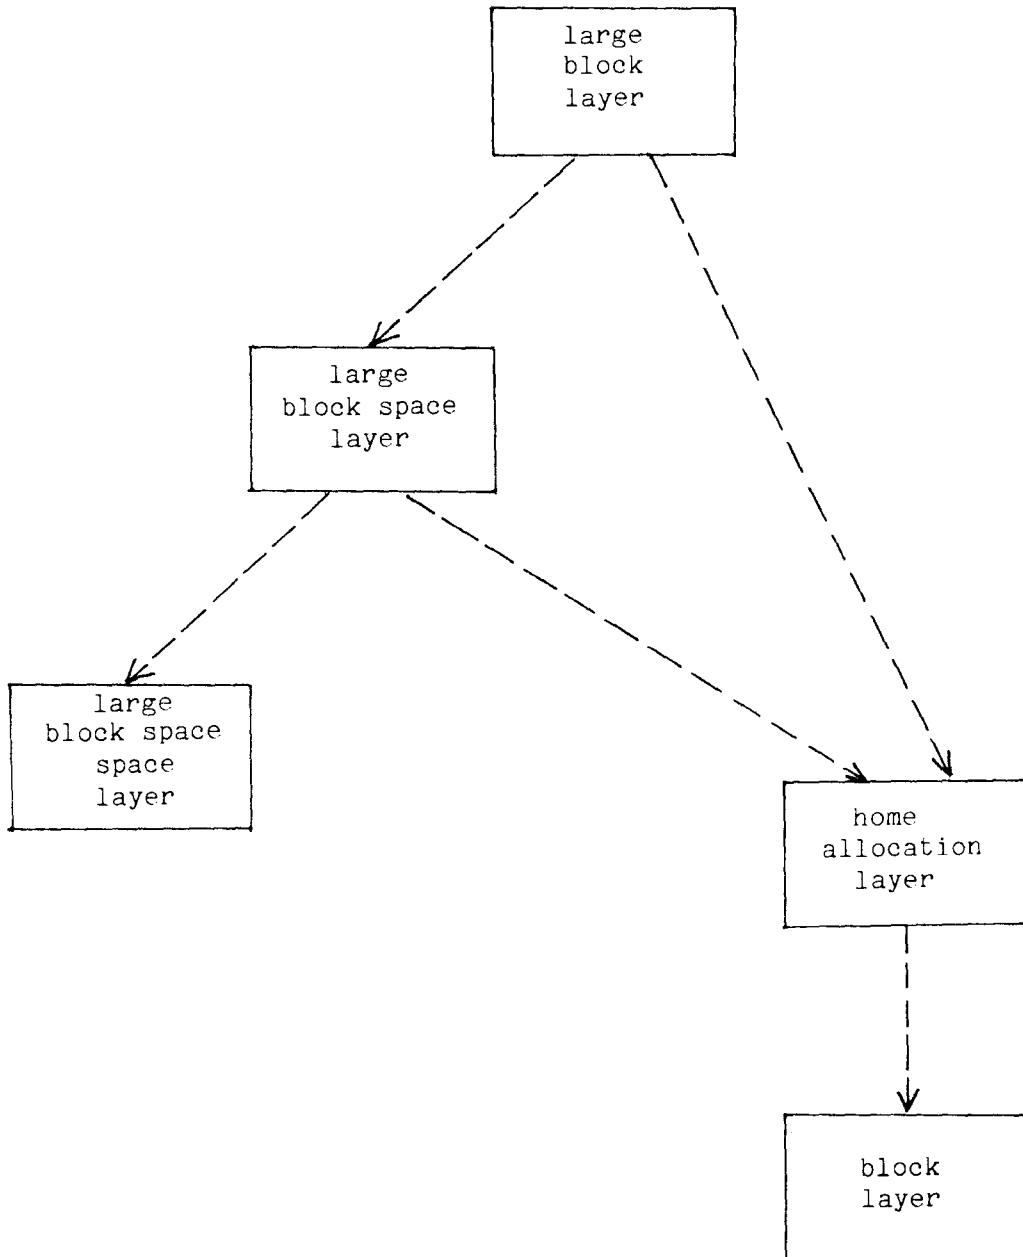 large
block
layer
large
block space
layer
large
block space
space
layer
home
allocation
layer
block
layer